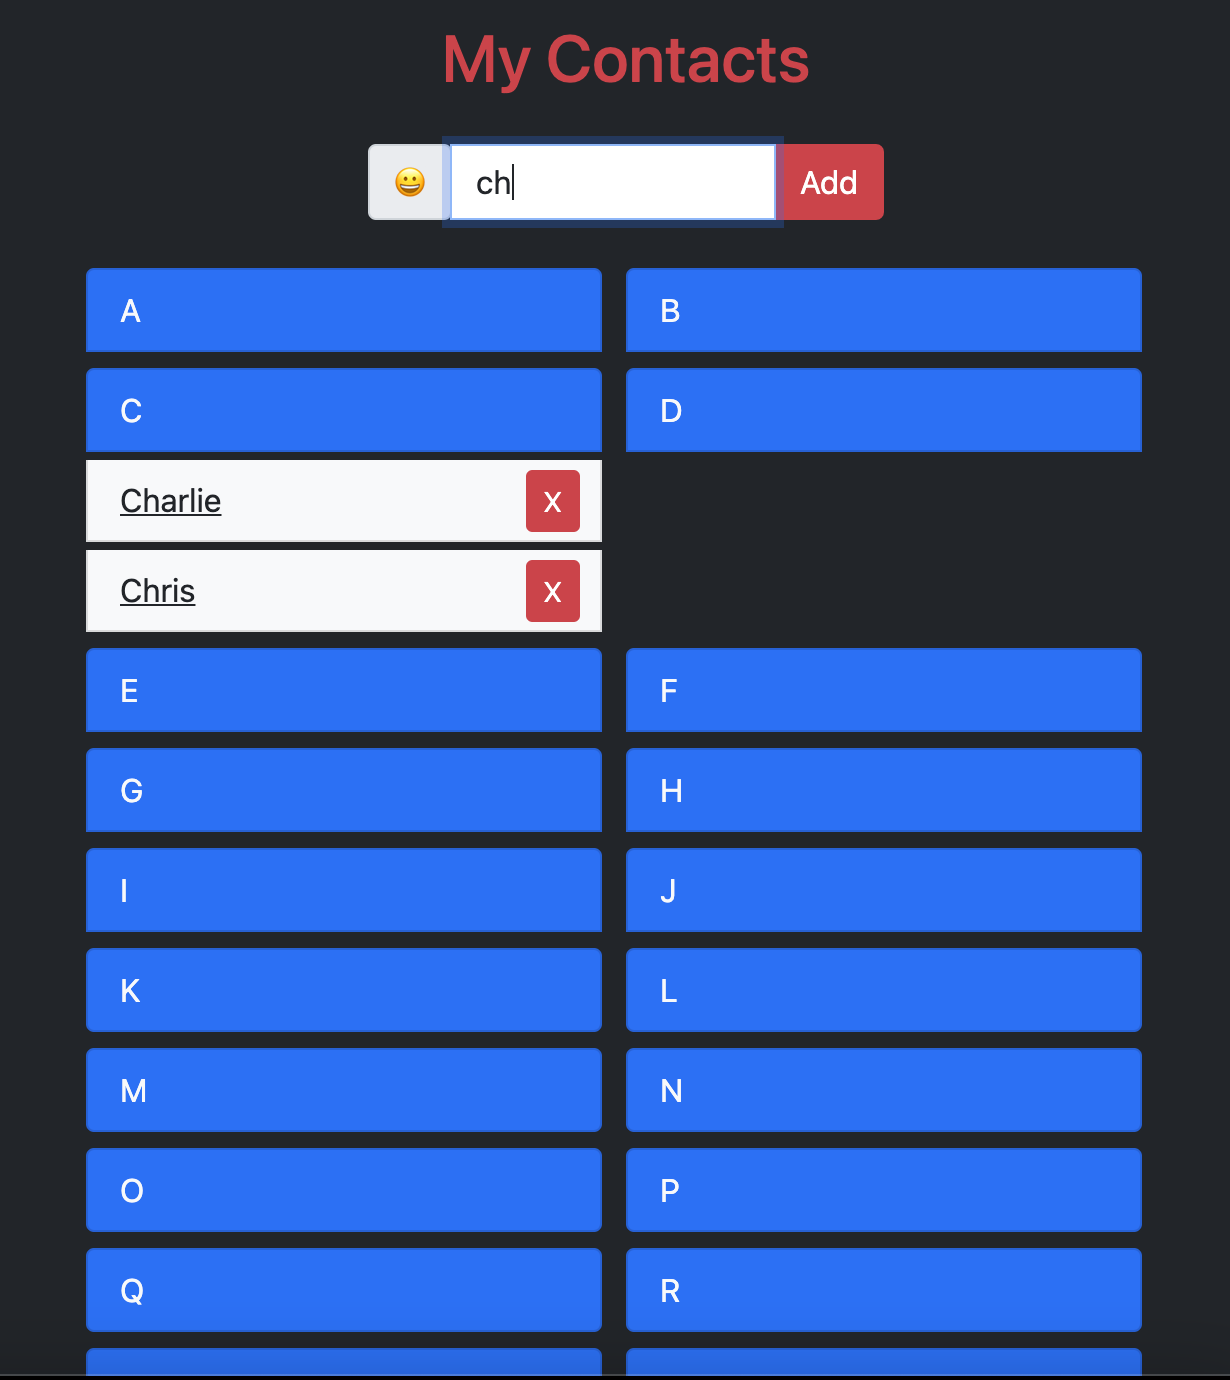 My Contacts
😀 ch Add
A B
C D
Charlie X
Chris X
E F
G H
I J
K L
M N
O P
Q R